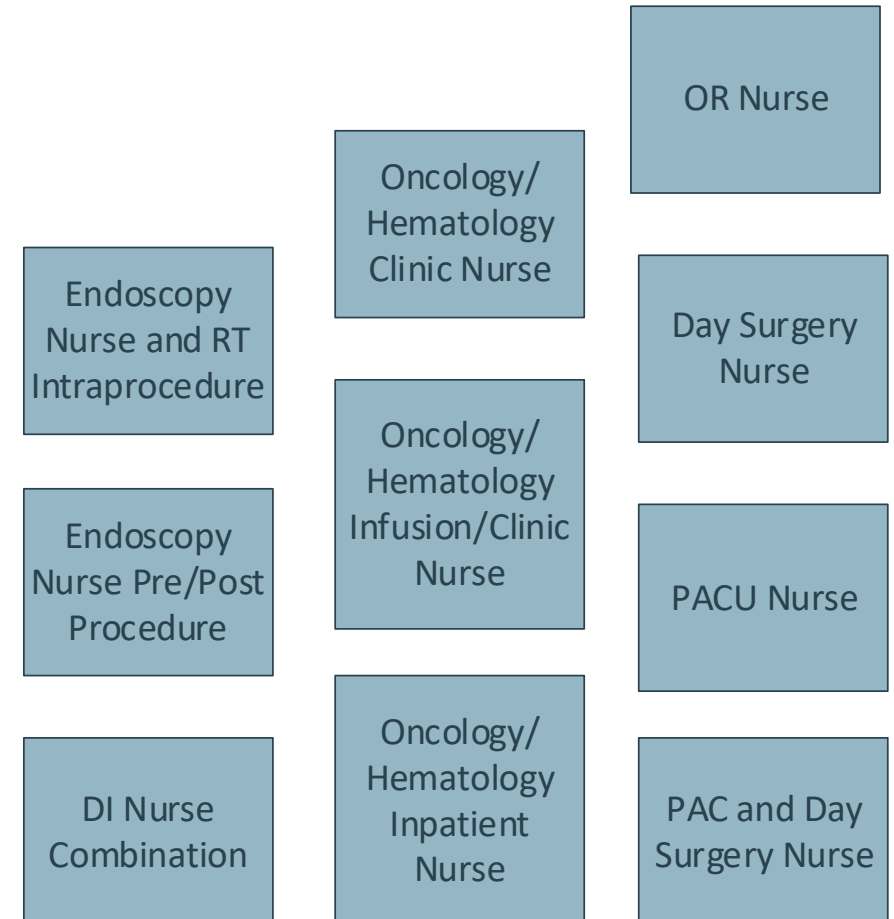 Endoscopy
Nurse and RT
Intraprocedure
Endoscopy
Nurse Pre/Post
Procedure
DI Nurse
Combination
Oncology/
Hematology
Clinic Nurse
Oncology/
Hematology
Infusion/Clinic
Nurse
Oncology/
Hematology
Inpatient
Nurse
OR Nurse
Day Surgery
Nurse
PACU Nurse
PAC and Day
Surgery Nurse